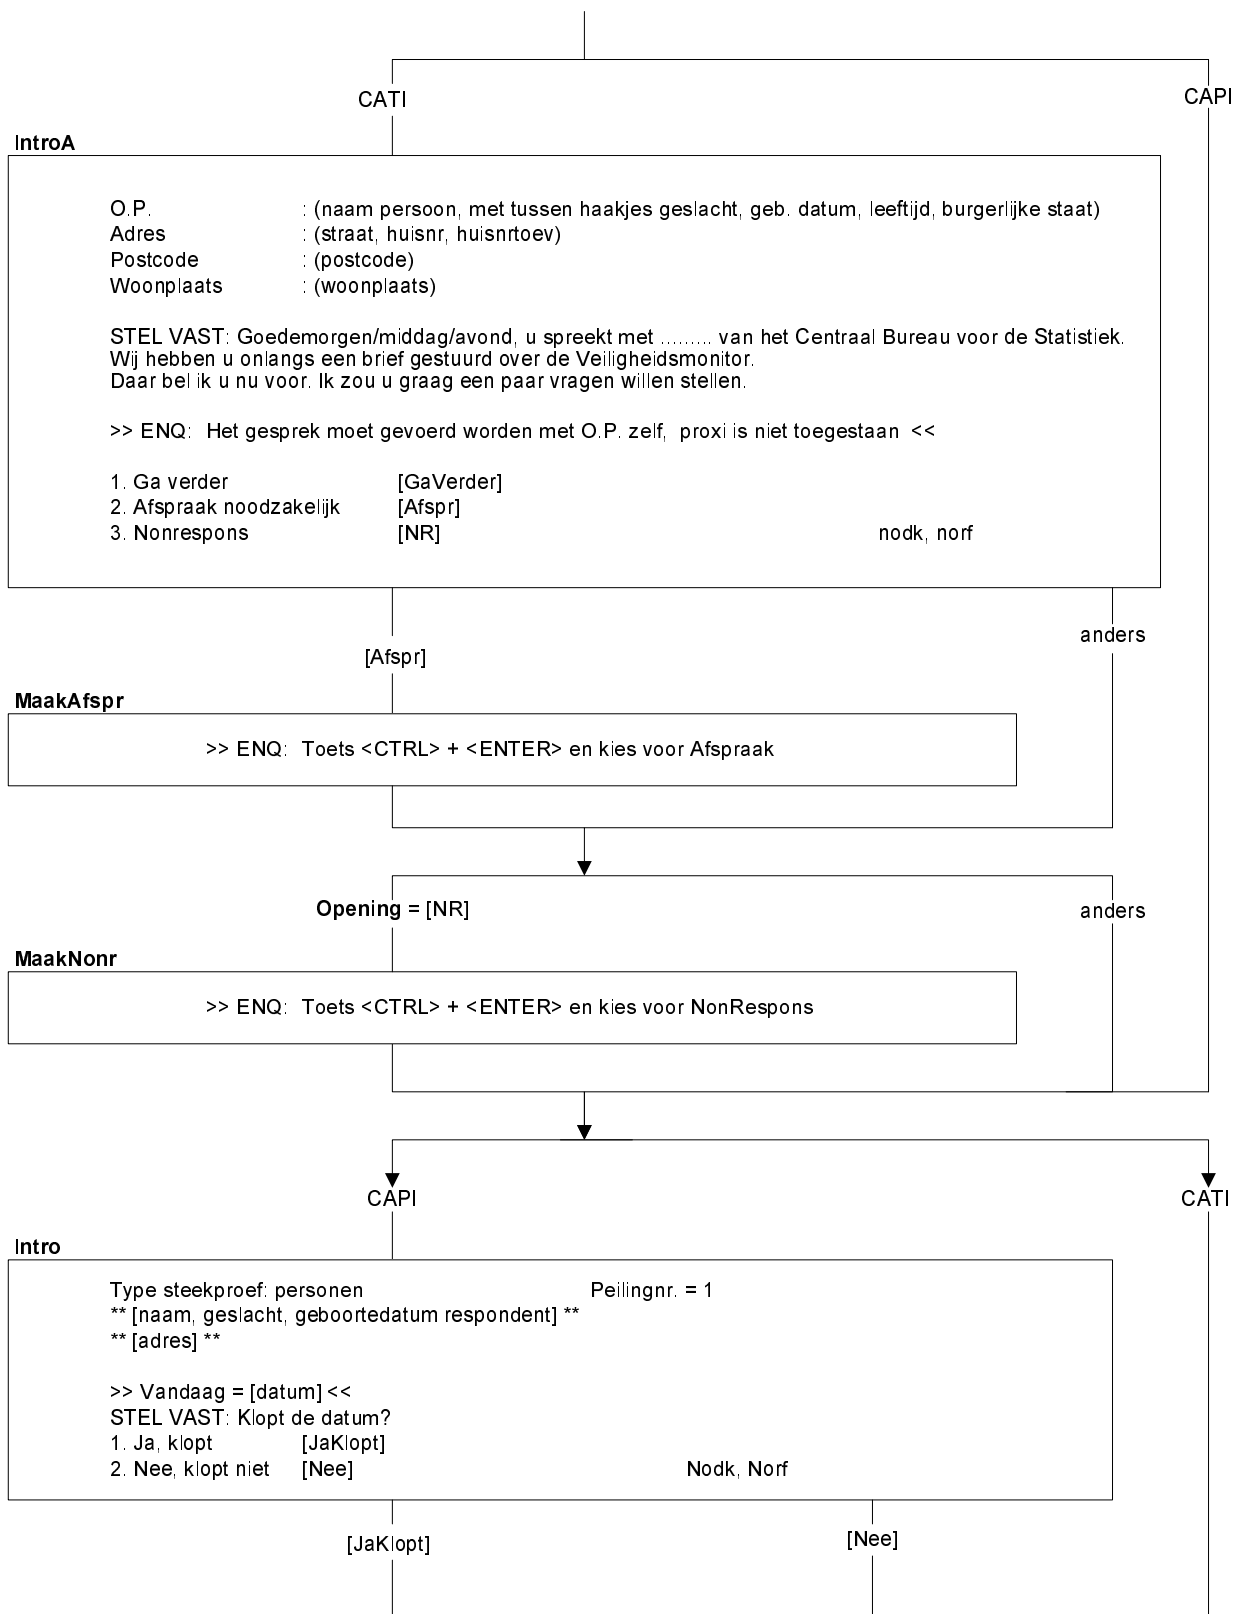 CATI
CAPI
IntroA
O.P. : (naam persoon, met tussen haakjes geslacht, geb. datum, leeftijd, burgerlijke staat)
Adres : (straat, huisnr, huisnrtoev)
Postcode : (postcode)
Woonplaats : (woonplaats)
STEL VAST: Goedemorgen/middag/avond, u spreekt met ......... van het Centraal Bureau voor de Statistiek.
Wij hebben u onlangs een brief gestuurd over de Veiligheidsmonitor.
Daar bel ik u nu voor. Ik zou u graag een paar vragen willen stellen.
>> ENQ: Het gesprek moet gevoerd worden met O.P. zelf, proxi is niet toegestaan <<
1. Ga verder [GaVerder]
2. Afspraak noodzakelijk [Afspr]
3. Nonrespons [NR] nodk, norf
anders
[Afspr]
MaakAfspr
>> ENQ: Toets <CTRL> + <ENTER> en kies voor Afspraak
Opening = [NR]
anders
MaakNonr
>> ENQ: Toets <CTRL> + <ENTER> en kies voor NonRespons
CAPI
CATI
Intro
Type steekproef: personen Peilingnr. = 1
** [naam, geslacht, geboortedatum respondent] **
** [adres] **
>> Vandaag = [datum] <<
STEL VAST: Klopt de datum?
1. Ja, klopt [JaKlopt]
2. Nee, klopt niet [Nee] Nodk, Norf
[JaKlopt]
[Nee]